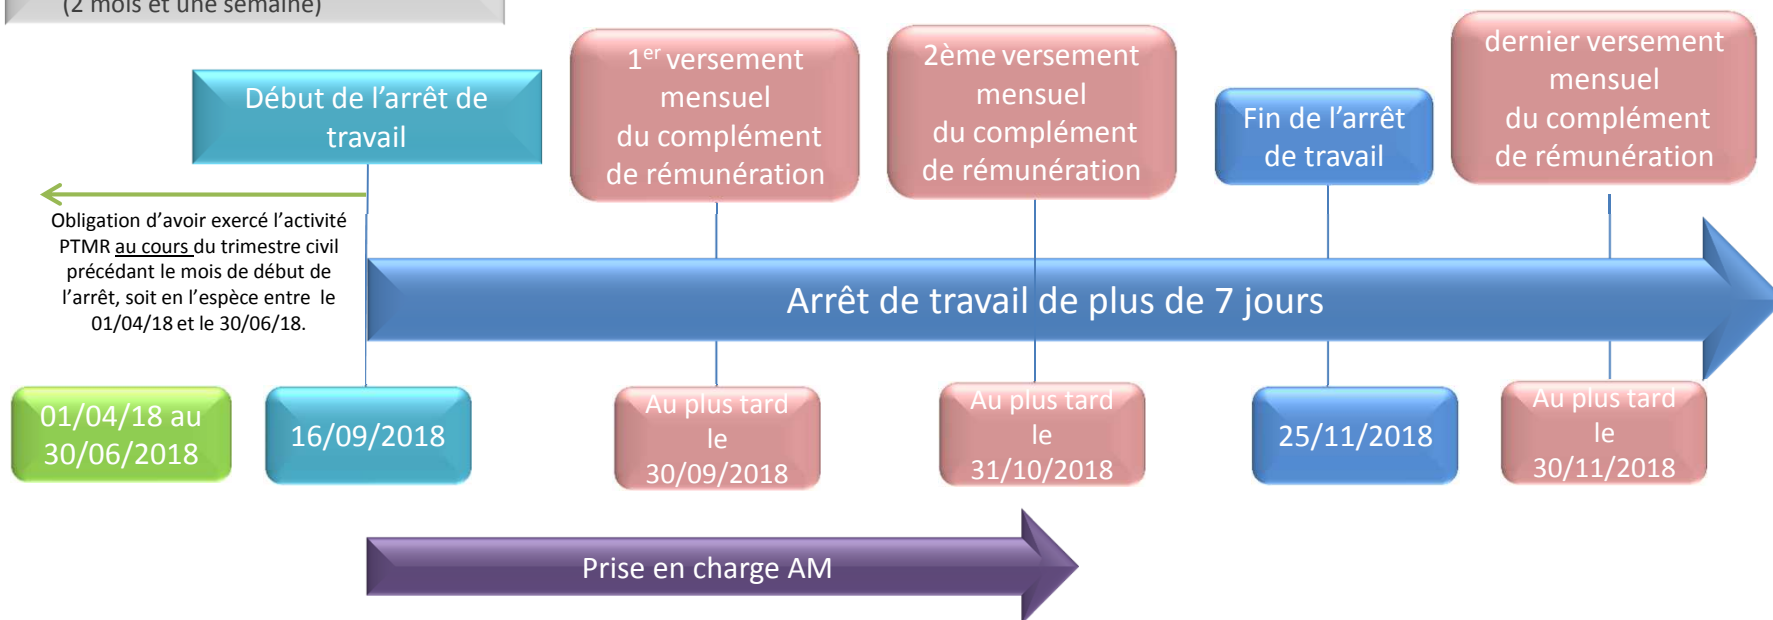 (2 mois et une semaine)
Début de l’arrêt de
travail
1er versement
mensuel
du complément
de rémunération
2ème versement
mensuel
du complément
de rémunération
Fin de l’arrêt
de travail
dernier versement
mensuel
du complément
de rémunération
Obligation d’avoir exercé l’activité
PTMR au cours du trimestre civil
précédant le mois de début de
l’arrêt, soit en l’espèce entre le
01/04/18 et le 30/06/18.
Arrêt de travail de plus de 7 jours
01/04/18 au
30/06/2018
16/09/2018
Au plus tard
le
30/09/2018
Au plus tard
le
31/10/2018
25/11/2018
Au plus tard
le
30/11/2018
Prise en charge AM